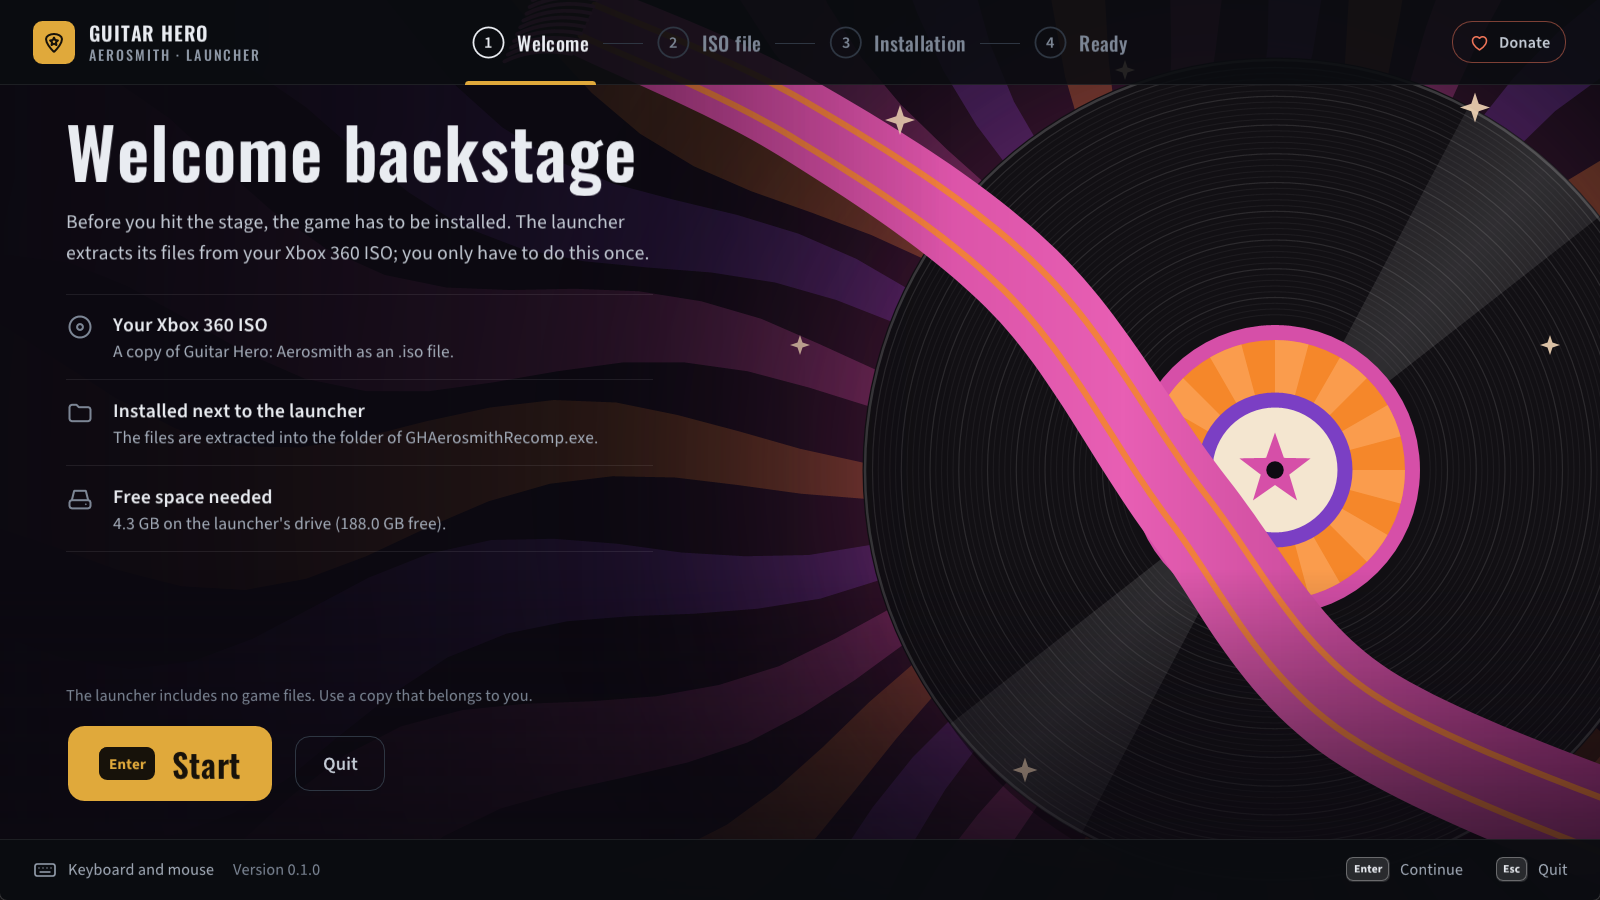 GUITAR HERO
AEROSMITH · LAUNCHER
1 Welcome
2 ISO file
3 Installation
4 Ready
Donate
Welcome backstage
Before you hit the stage, the game has to be installed. The launcher
extracts its files from your Xbox 360 ISO; you only have to do this once.
Your Xbox 360 ISO
A copy of Guitar Hero: Aerosmith as an .iso file.
Installed next to the launcher
The files are extracted into the folder of GHAerosmithRecomp.exe.
Free space needed
4.3 GB on the launcher's drive (188.0 GB free).
The launcher includes no game files. Use a copy that belongs to you.
Enter Start
Quit
Keyboard and mouse Version 0.1.0
Enter Continue
Esc Quit